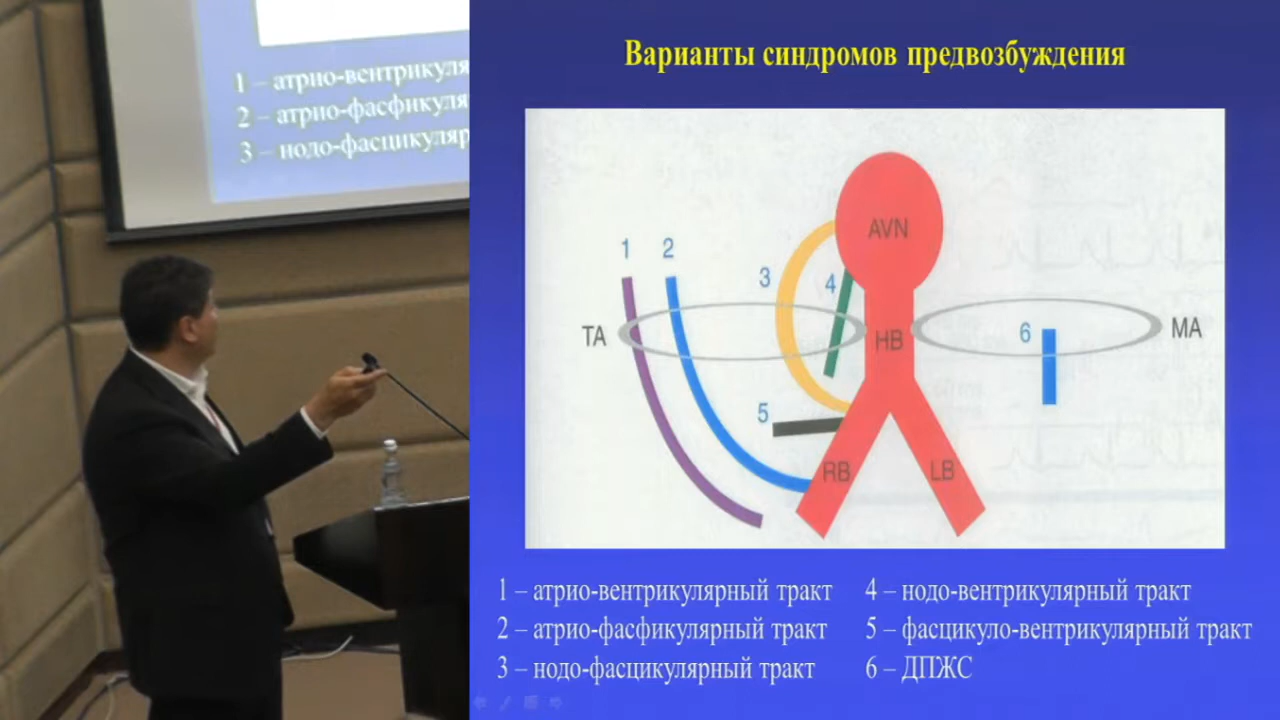 1 – атрио-вентрикуля
2 – атрио-фасфикуля
3 – нодо-фасцикуляр
Варианты синдромов предвозбуждения
AVN
1
2
3
4
TA
HB
6
MA
5
RB
LB
1 – атрио-вентрикулярный тракт
2 – атрио-фасфикулярный тракт
3 – нодо-фасцикулярный тракт
4 – нодо-вентрикулярный тракт
5 – фасцикуло-вентрикулярный тракт
6 – ДПЖС